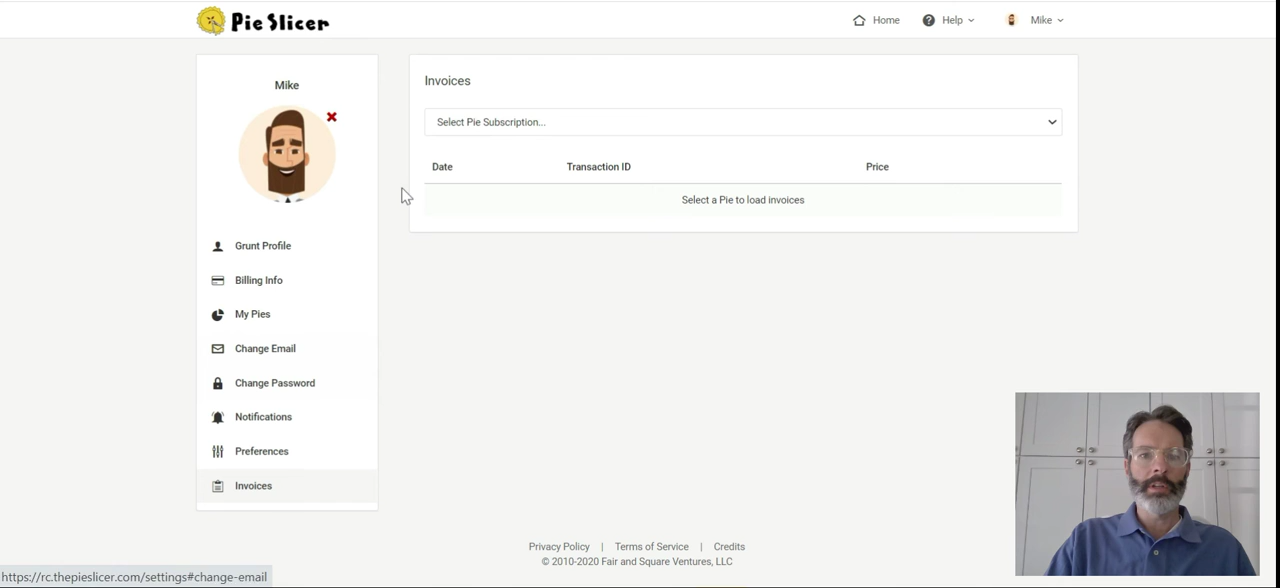 Pie Slicer
Home
Help
Mike
Mike
Grunt Profile
Billing Info
My Pies
Change Email
Change Password
Notifications
Preferences
Invoices
Invoices
Select Pie Subscription...
Date Transaction ID Price
Select a Pie to load invoices
Privacy Policy | Terms of Service | Credits
© 2010-2020 Fair and Square Ventures, LLC
https://rc.thepieslicer.com/settings#change-email